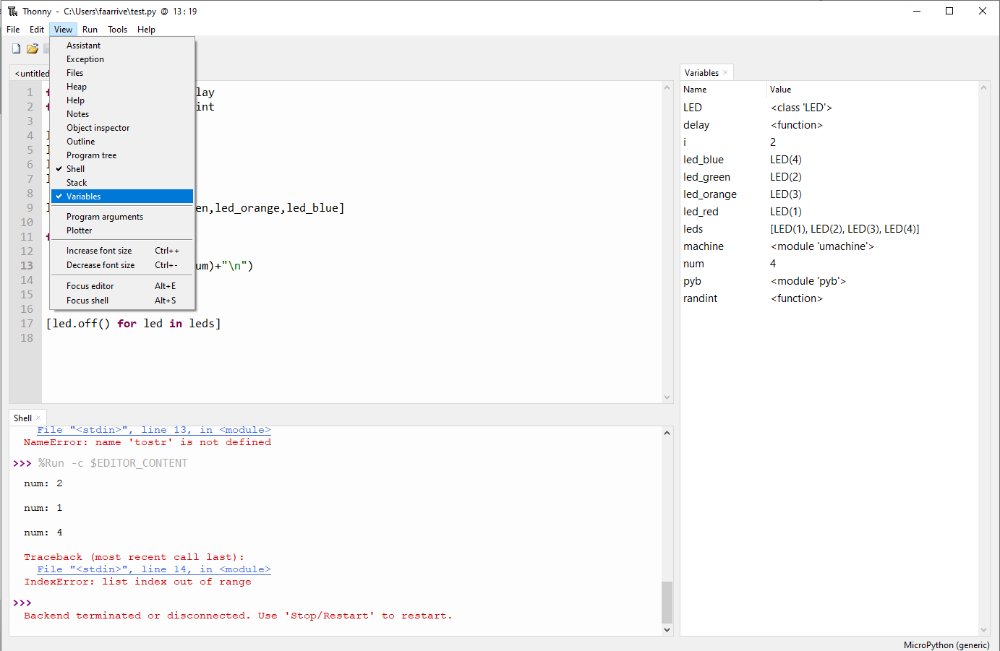 Thonny - C:\Users\faarrive\test.py @ 13:19
File Edit View Run Tools Help
Assistant
Exception
Files
Heap
Help
Notes
Object inspector
Outline
Program tree
Shell
Stack
Variables
Program arguments
Plotter
Increase font size Ctrl++
Decrease font size Ctrl+-
Focus editor Alt+E
Focus shell Alt+S
<untitled
1 lay
2 int
3
4
5
6
7
8
9 en,led_orange,led_blue]
10
11
12
13 um)+"\n")
14
15
16
17 [led.off() for led in leds]
18
Shell
File "<stdin>", line 13, in <module>
NameError: name 'tostr' is not defined
>>> %Run -c $EDITOR_CONTENT
num: 2
num: 1
num: 4
Traceback (most recent call last):
File "<stdin>", line 14, in <module>
IndexError: list index out of range
>>>
Backend terminated or disconnected. Use 'Stop/Restart' to restart.
Variables
Name Value
LED <class 'LED'>
delay <function>
i 2
led_blue LED(4)
led_green LED(2)
led_orange LED(3)
led_red LED(1)
leds [LED(1), LED(2), LED(3), LED(4)]
machine <module 'umachine'>
num 4
pyb <module 'pyb'>
randint <function>
MicroPython (generic)